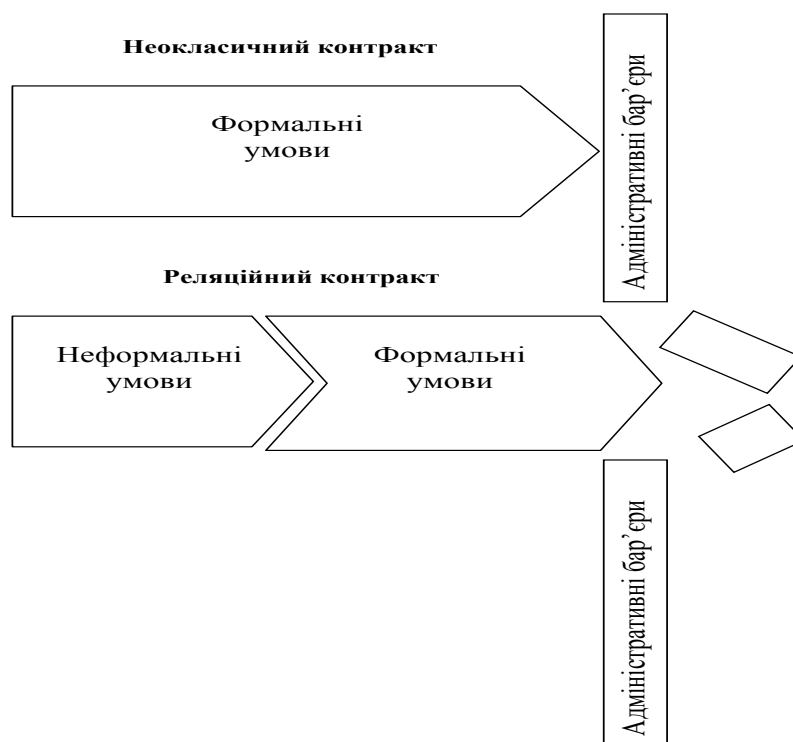 Неокласичний контракт
Формальні
умови
Адміністративні бар’єри
Реляційний контракт
Неформальні
умови
Формальні
умови
Адміністративні бар’єри